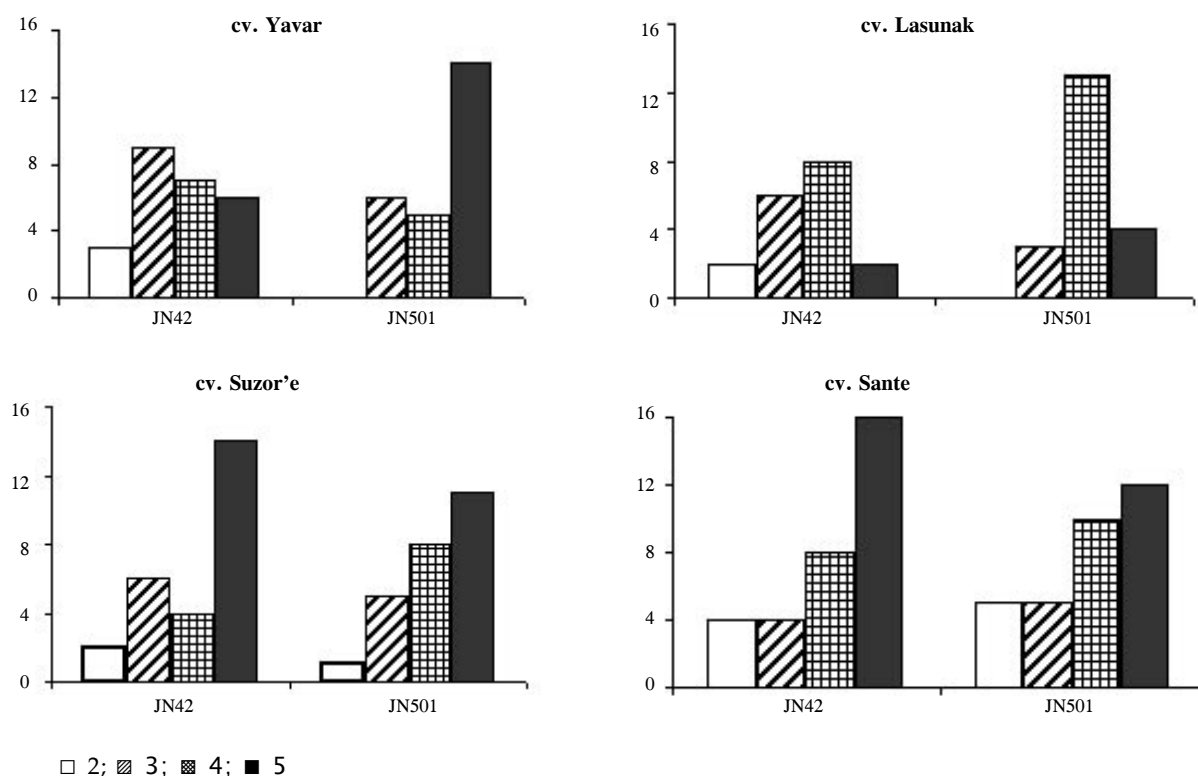 cv. Yavar
16
12
8
4
0
JN42 JN501
cv. Lasunak
16
12
8
4
0
JN42 JN501
cv. Suzor’e
16
12
8
4
0
JN42 JN501
cv. Sante
16
12
8
4
0
JN42 JN501
2; 3; 4; 5